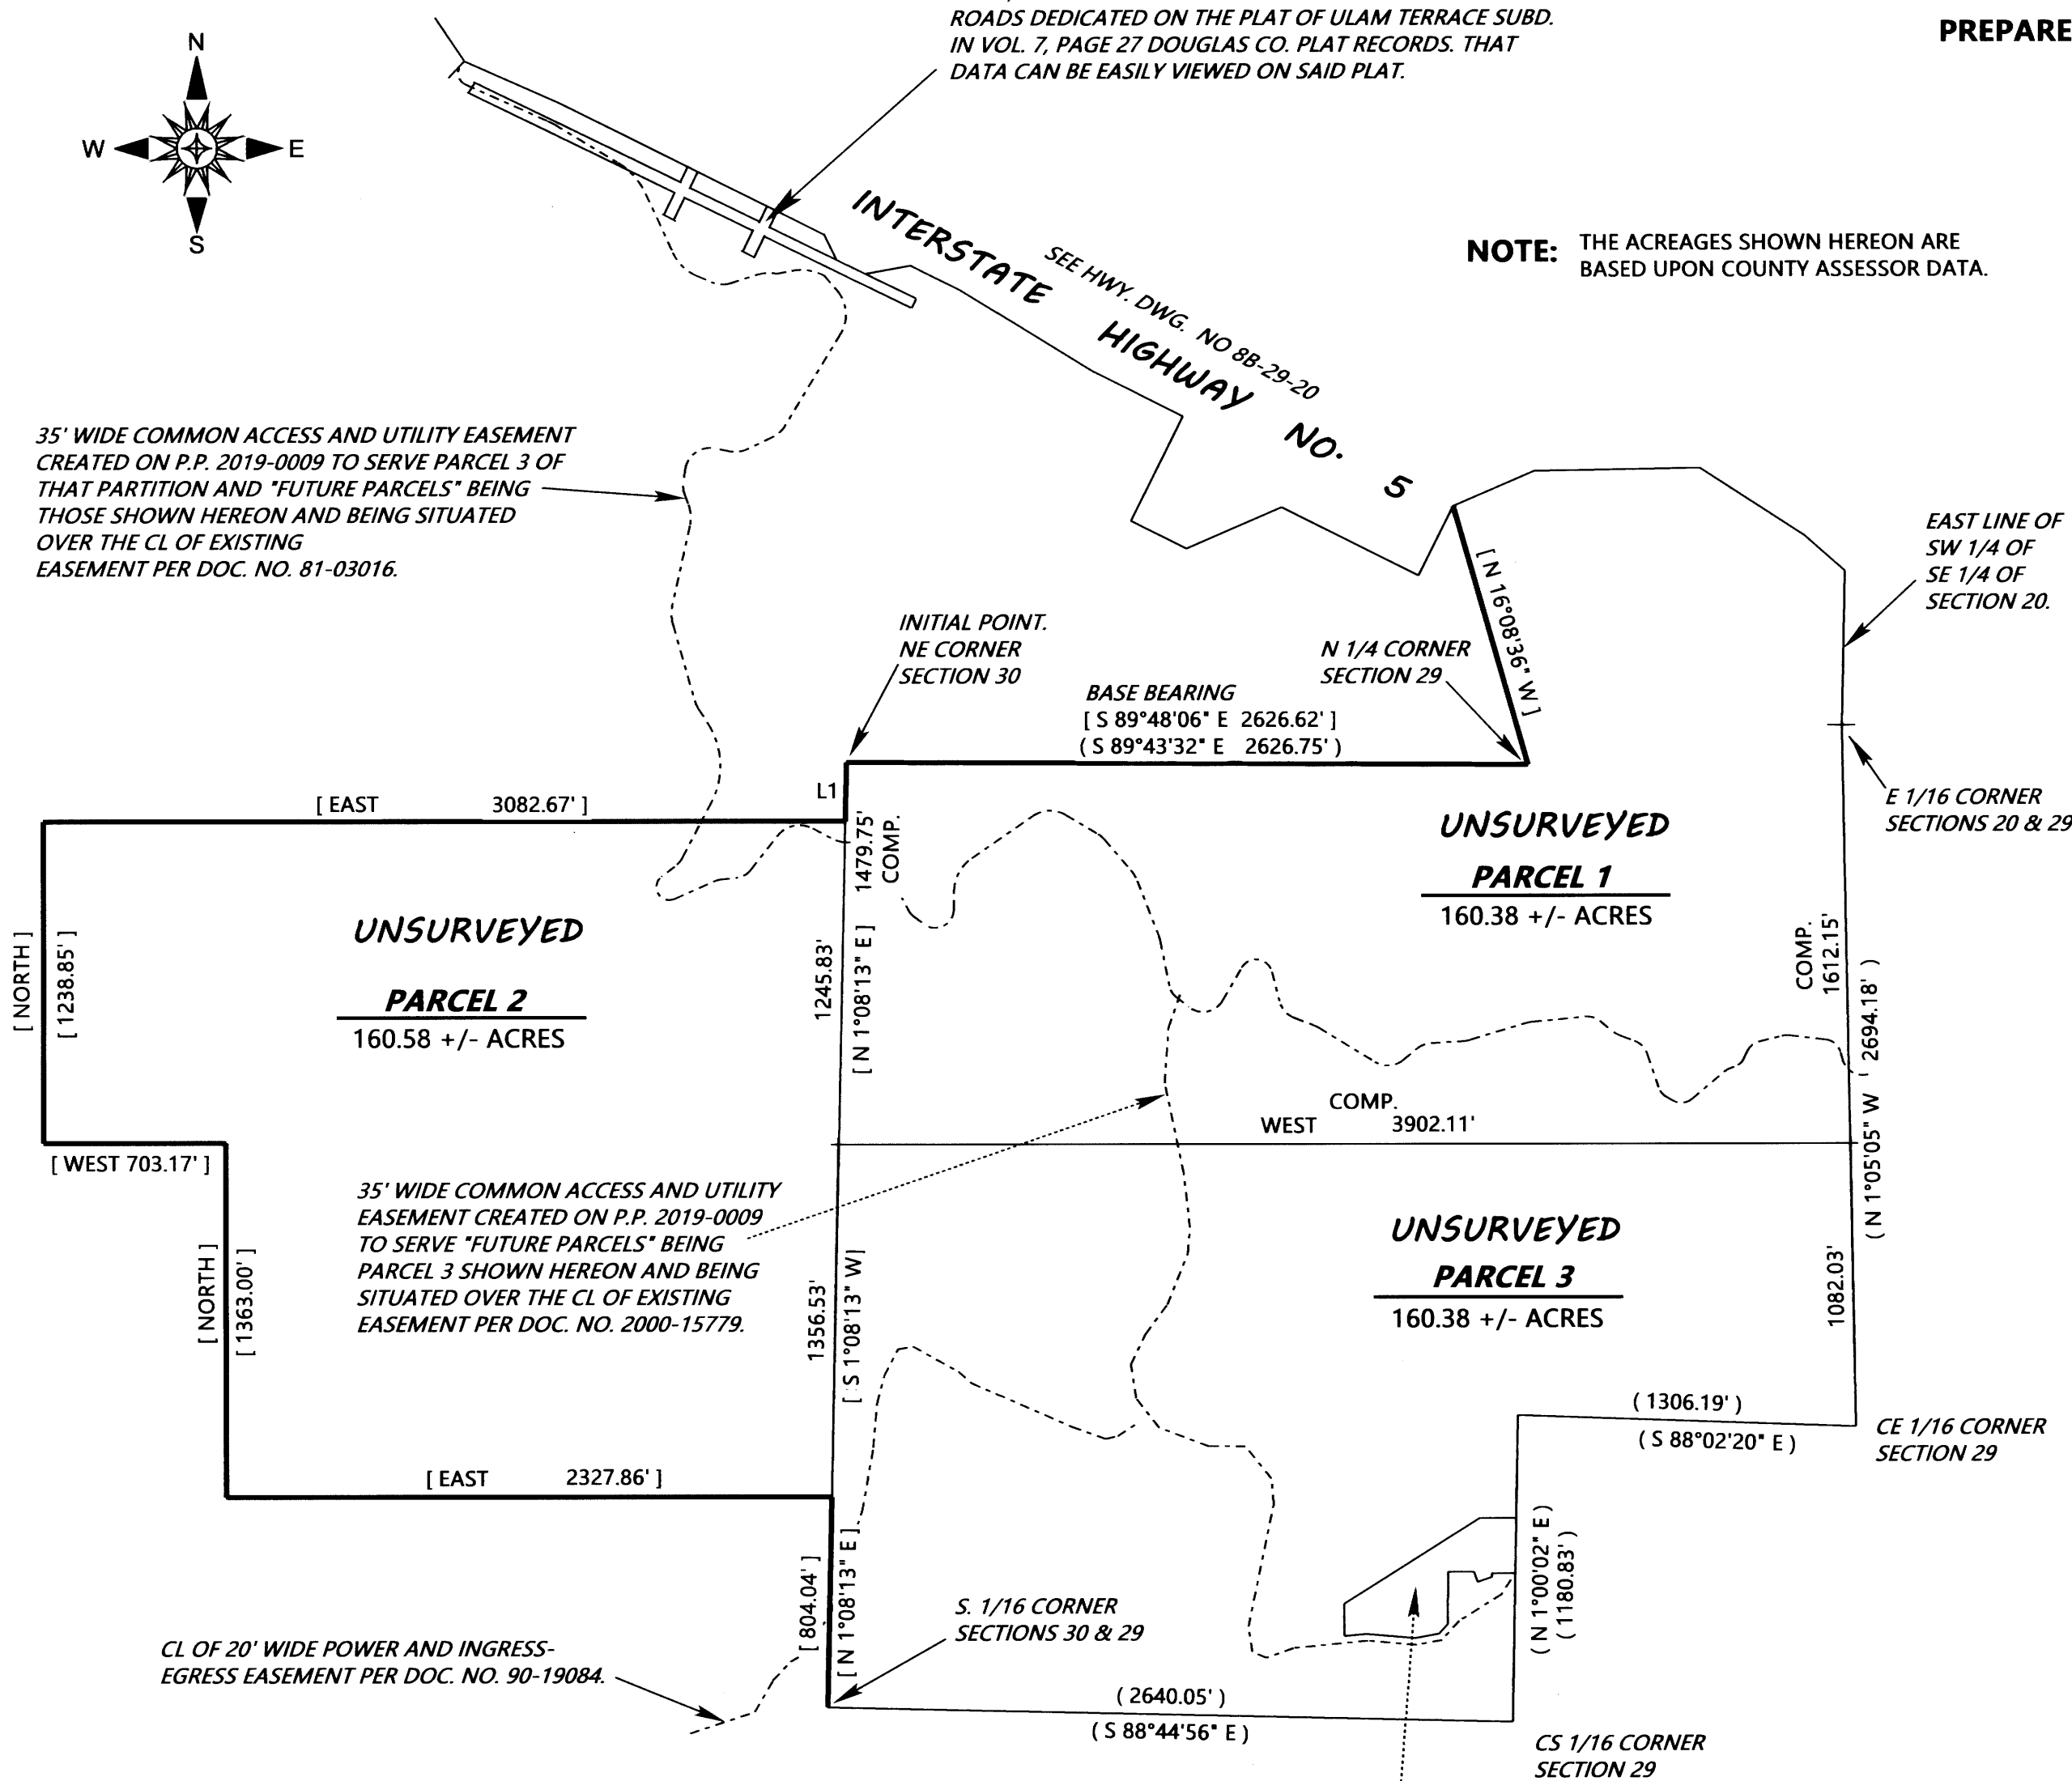 ROADS DEDICATED ON THE PLAT OF ULAM TERRACE SUBD.
IN VOL. 7, PAGE 27 DOUGLAS CO. PLAT RECORDS. THAT
DATA CAN BE EASILY VIEWED ON SAID PLAT.
PREPARE
N
W
E
S
NOTE: THE ACREAGES SHOWN HEREON ARE
BASED UPON COUNTY ASSESSOR DATA.
INTERSTATE HIGHWAY NO. 5
SEE HWY. DWG. NO 8B-29-20
35' WIDE COMMON ACCESS AND UTILITY EASEMENT
CREATED ON P.P. 2019-0009 TO SERVE PARCEL 3 OF
THAT PARTITION AND "FUTURE PARCELS" BEING
THOSE SHOWN HEREON AND BEING SITUATED
OVER THE CL OF EXISTING
EASEMENT PER DOC. NO. 81-03016.
EAST LINE OF
SW 1/4 OF
SE 1/4 OF
SECTION 20.
[ N 16°08'36" W ]
INITIAL POINT.
NE CORNER
SECTION 30
N 1/4 CORNER
SECTION 29
BASE BEARING
[ S 89°48'06" E 2626.62' ]
( S 89°43'32" E 2626.75' )
E 1/16 CORNER
SECTIONS 20 & 29
L1
[ EAST 3082.67' ]
1479.75'
COMP.
UNSURVEYED
PARCEL 1
160.38 +/- ACRES
UNSURVEYED
PARCEL 2
160.58 +/- ACRES
[ NORTH ]
[ 1238.85' ]
1245.83'
[ N 1°08'13" E ]
COMP.
1612.15'
( N 1°05'05" W 2694.18' )
COMP.
WEST 3902.11'
[ WEST 703.17' ]
35' WIDE COMMON ACCESS AND UTILITY
EASEMENT CREATED ON P.P. 2019-0009
TO SERVE "FUTURE PARCELS" BEING
PARCEL 3 SHOWN HEREON AND BEING
SITUATED OVER THE CL OF EXISTING
EASEMENT PER DOC. NO. 2000-15779.
[ NORTH ]
[ 1363.00' ]
1356.53'
[ S 1°08'13" W]
UNSURVEYED
PARCEL 3
160.38 +/- ACRES
1082.03'
( 1306.19' )
( S 88°02'20" E )
CE 1/16 CORNER
SECTION 29
[ EAST 2327.86' ]
[ 804.04' ]
[ N 1°08'13" E ]
( N 1°00'02" E )
( 1180.83' )
S. 1/16 CORNER
SECTIONS 30 & 29
CL OF 20' WIDE POWER AND INGRESS-
EGRESS EASEMENT PER DOC. NO. 90-19084.
( 2640.05' )
( S 88°44'56" E )
CS 1/16 CORNER
SECTION 29